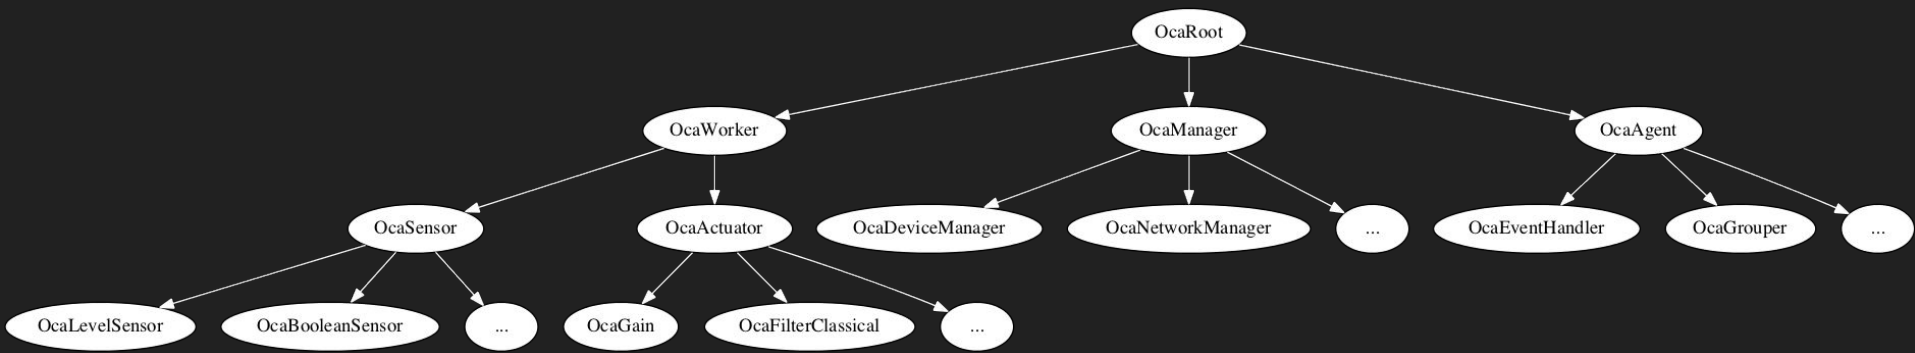 OcaRoot
OcaWorker
OcaManager
OcaAgent
OcaSensor
OcaActuator
OcaDeviceManager
OcaNetworkManager
...
OcaEventHandler
OcaGrouper
...
OcaLevelSensor
OcaBooleanSensor
...
OcaGain
OcaFilterClassical
...